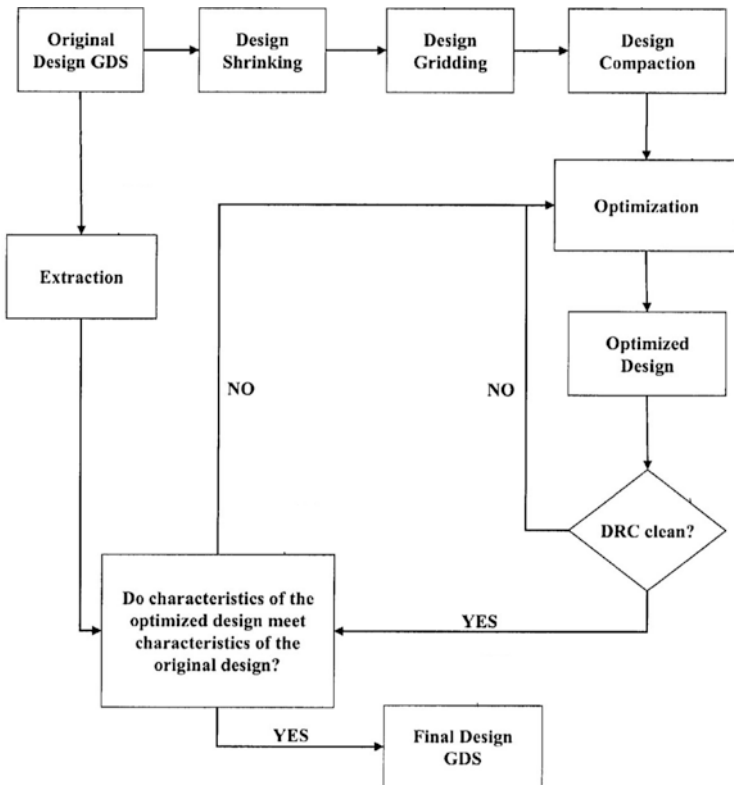 Original
Design GDS
Design
Shrinking
Design
Gridding
Design
Compaction
Optimization
Extraction
Optimized
Design
NO
NO
DRC clean?
Do characteristics of the
optimized design meet
characteristics of the
original design?
YES
YES
Final Design
GDS